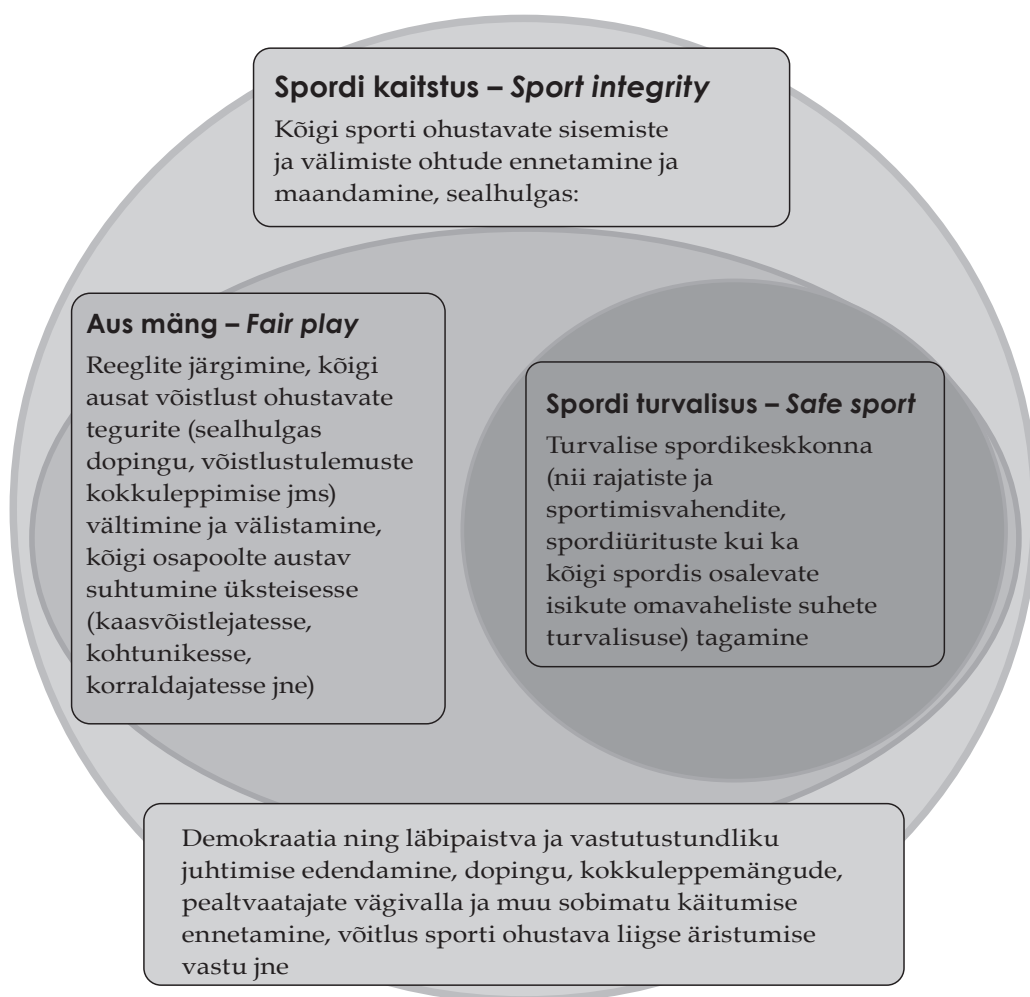 Spordi kaitstus – Sport integrity
Kõigi sporti ohustavate sisemiste
ja välimiste ohtude ennetamine ja
maandamine, sealhulgas:
Aus mäng – Fair play
Reeglite järgimine, kõigi
ausat võistlust ohustavate
tegurite (sealhulgas
dopingu, võistlustulemuste
kokkuleppimise jms)
vältimine ja välistamine,
kõigi osapoolte austav
suhtumine üksteisesse
(kaasvõistlejatesse,
kohtunikesse,
korraldajatesse jne)
Spordi turvalisus – Safe sport
Turvalise spordikeskkonna
(nii rajatiste ja
sportimisvahendite,
spordiürituste kui ka
kõigi spordis osalevate
isikute omavaheliste suhete
turvalisuse) tagamine
Demokraatia ning läbipaistva ja vastutustundliku
juhtimise edendamine, dopingu, kokkuleppemängude,
pealtvaatajate vägivalla ja muu sobimatu käitumise
ennetamine, võitlus sporti ohustava liigse äristumise
vastu jne